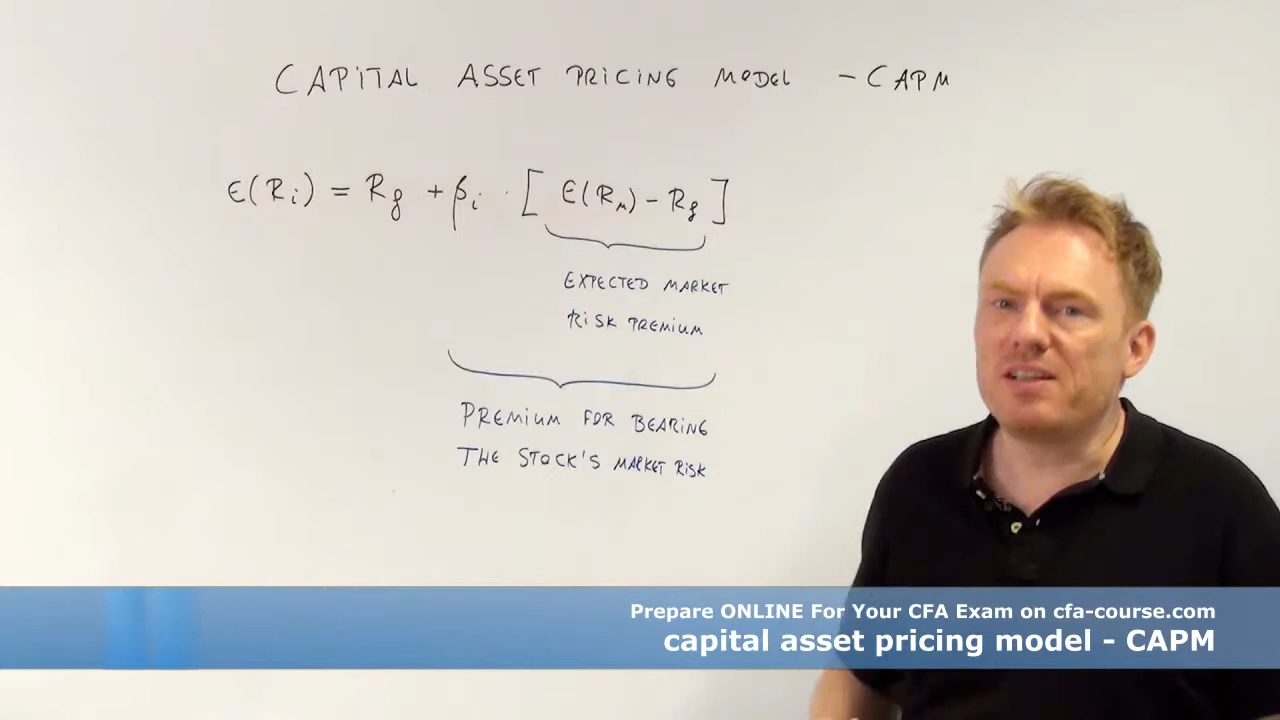 CAPITAL ASSET PRICING MODEL - CAPM
E(Ri) = Rf + βi · [ E(RM) - Rf ]
EXPECTED MARKET
RISK PREMIUM
PREMIUM FOR BEARING
THE STOCK'S MARKET RISK
Prepare ONLINE For Your CFA Exam on cfa-course.com
capital asset pricing model - CAPM